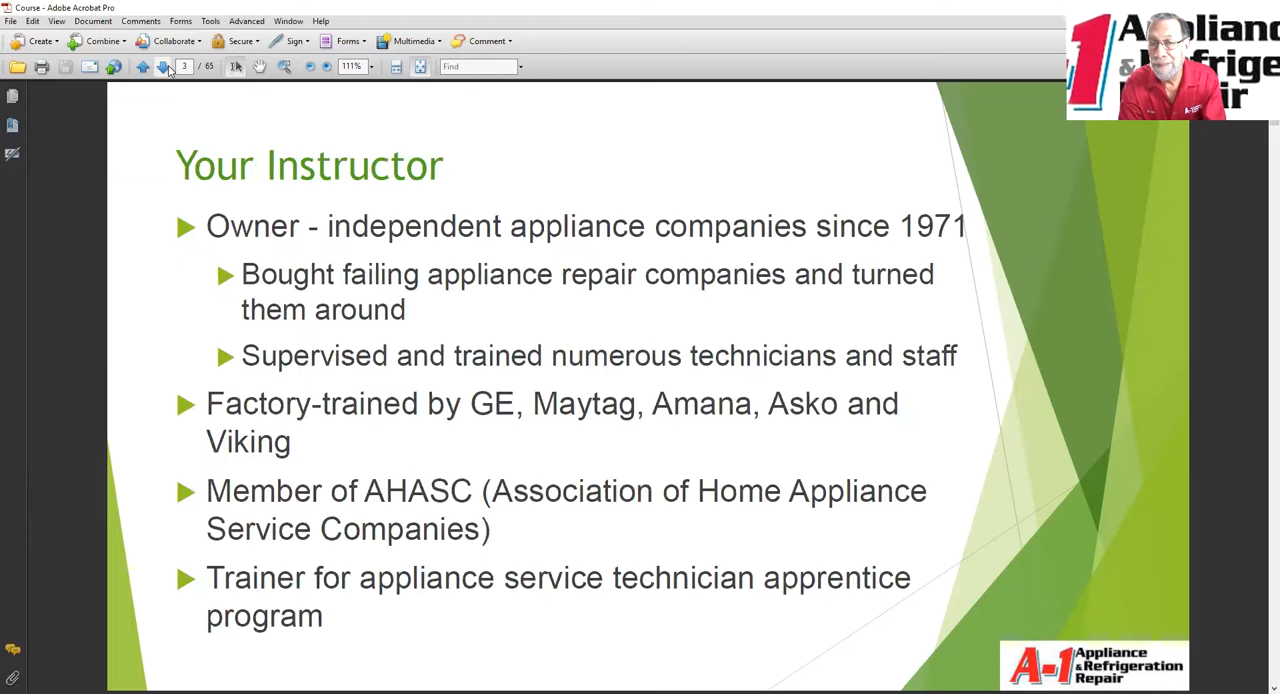 Course - Adobe Acrobat Pro
File Edit View Document Comments Forms Tools Advanced Window Help
Create Combine Collaborate Secure Sign Forms Multimedia Comment
3 / 65 111% Find
1 Appliance
& Refrige
ir
Your Instructor
Owner - independent appliance companies since 1971
Bought failing appliance repair companies and turned
them around
Supervised and trained numerous technicians and staff
Factory-trained by GE, Maytag, Amana, Asko and
Viking
Member of AHASC (Association of Home Appliance
Service Companies)
Trainer for appliance service technician apprentice
program
A-1 Appliance
& Refrigeration
Repair